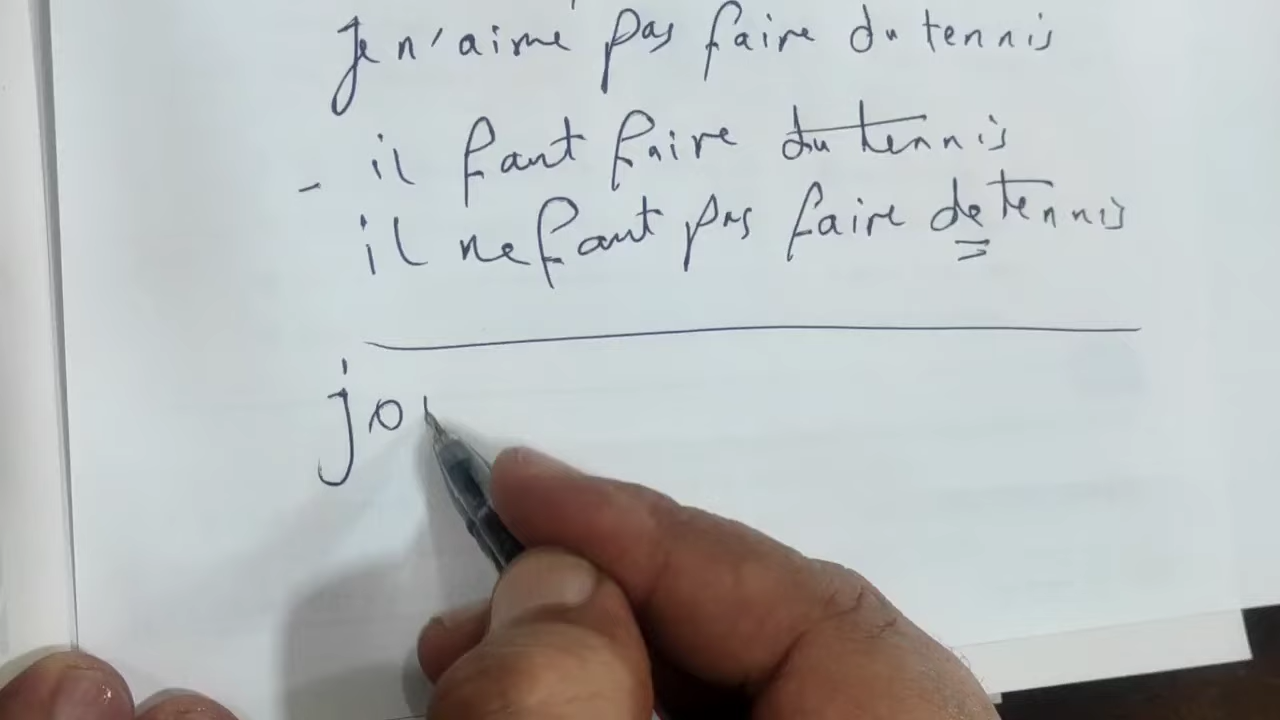 Je n'aime pas faire du tennis
- il faut faire du tennis
il ne faut pas faire de tennis
jo